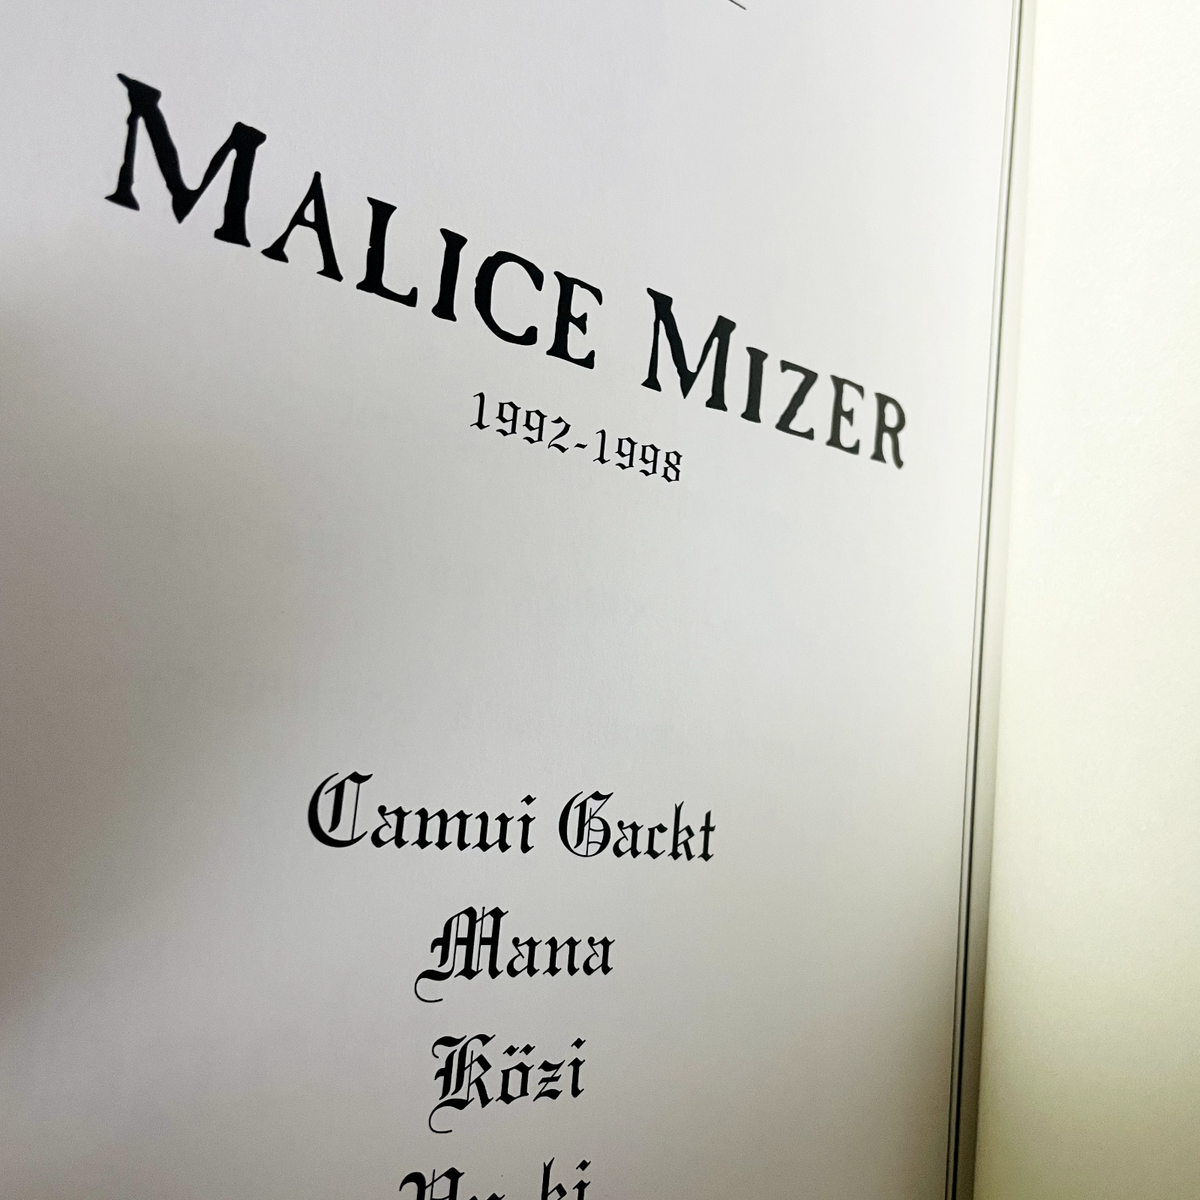 MALICE MIZER
1992-1998
Camui Gackt
Mana
Közi